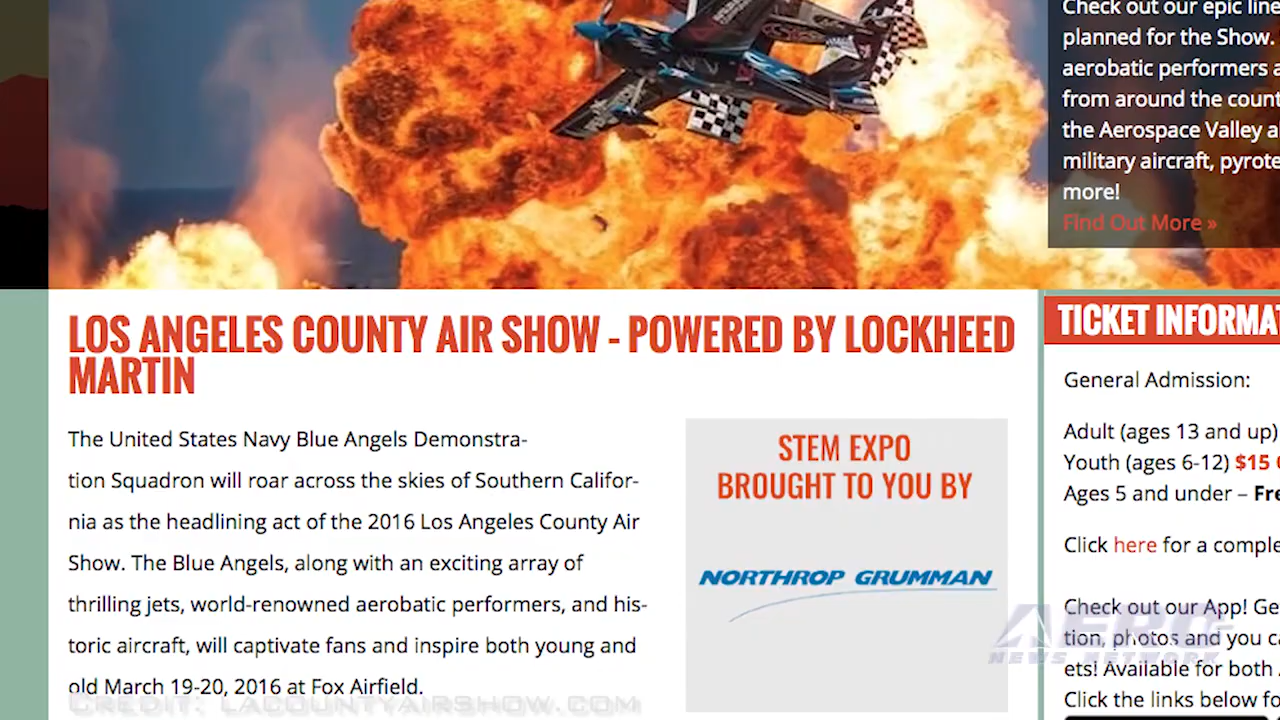 Check out our epic line
planned for the Show.
aerobatic performers a
from around the count
the Aerospace Valley a
military aircraft, pyrote
more!
Find Out More »
LOS ANGELES COUNTY AIR SHOW - POWERED BY LOCKHEED
MARTIN
The United States Navy Blue Angels Demonstra-
tion Squadron will roar across the skies of Southern Califor-
nia as the headlining act of the 2016 Los Angeles County Air
Show. The Blue Angels, along with an exciting array of
thrilling jets, world-renowned aerobatic performers, and his-
toric aircraft, will captivate fans and inspire both young and
old March 19-20, 2016 at Fox Airfield.
STEM EXPO
BROUGHT TO YOU BY
NORTHROP GRUMMAN
TICKET INFORMA
General Admission:
Adult (ages 13 and up)
Youth (ages 6-12) $15
Ages 5 and under – Fre
Click here for a comple
Check out our App! Ge
tion, photos and you ca
ets! Available for both
Click the links below fo
AERO
NEWS NETWORK
CREDIT: LACOUNTYAIRSHOW.COM